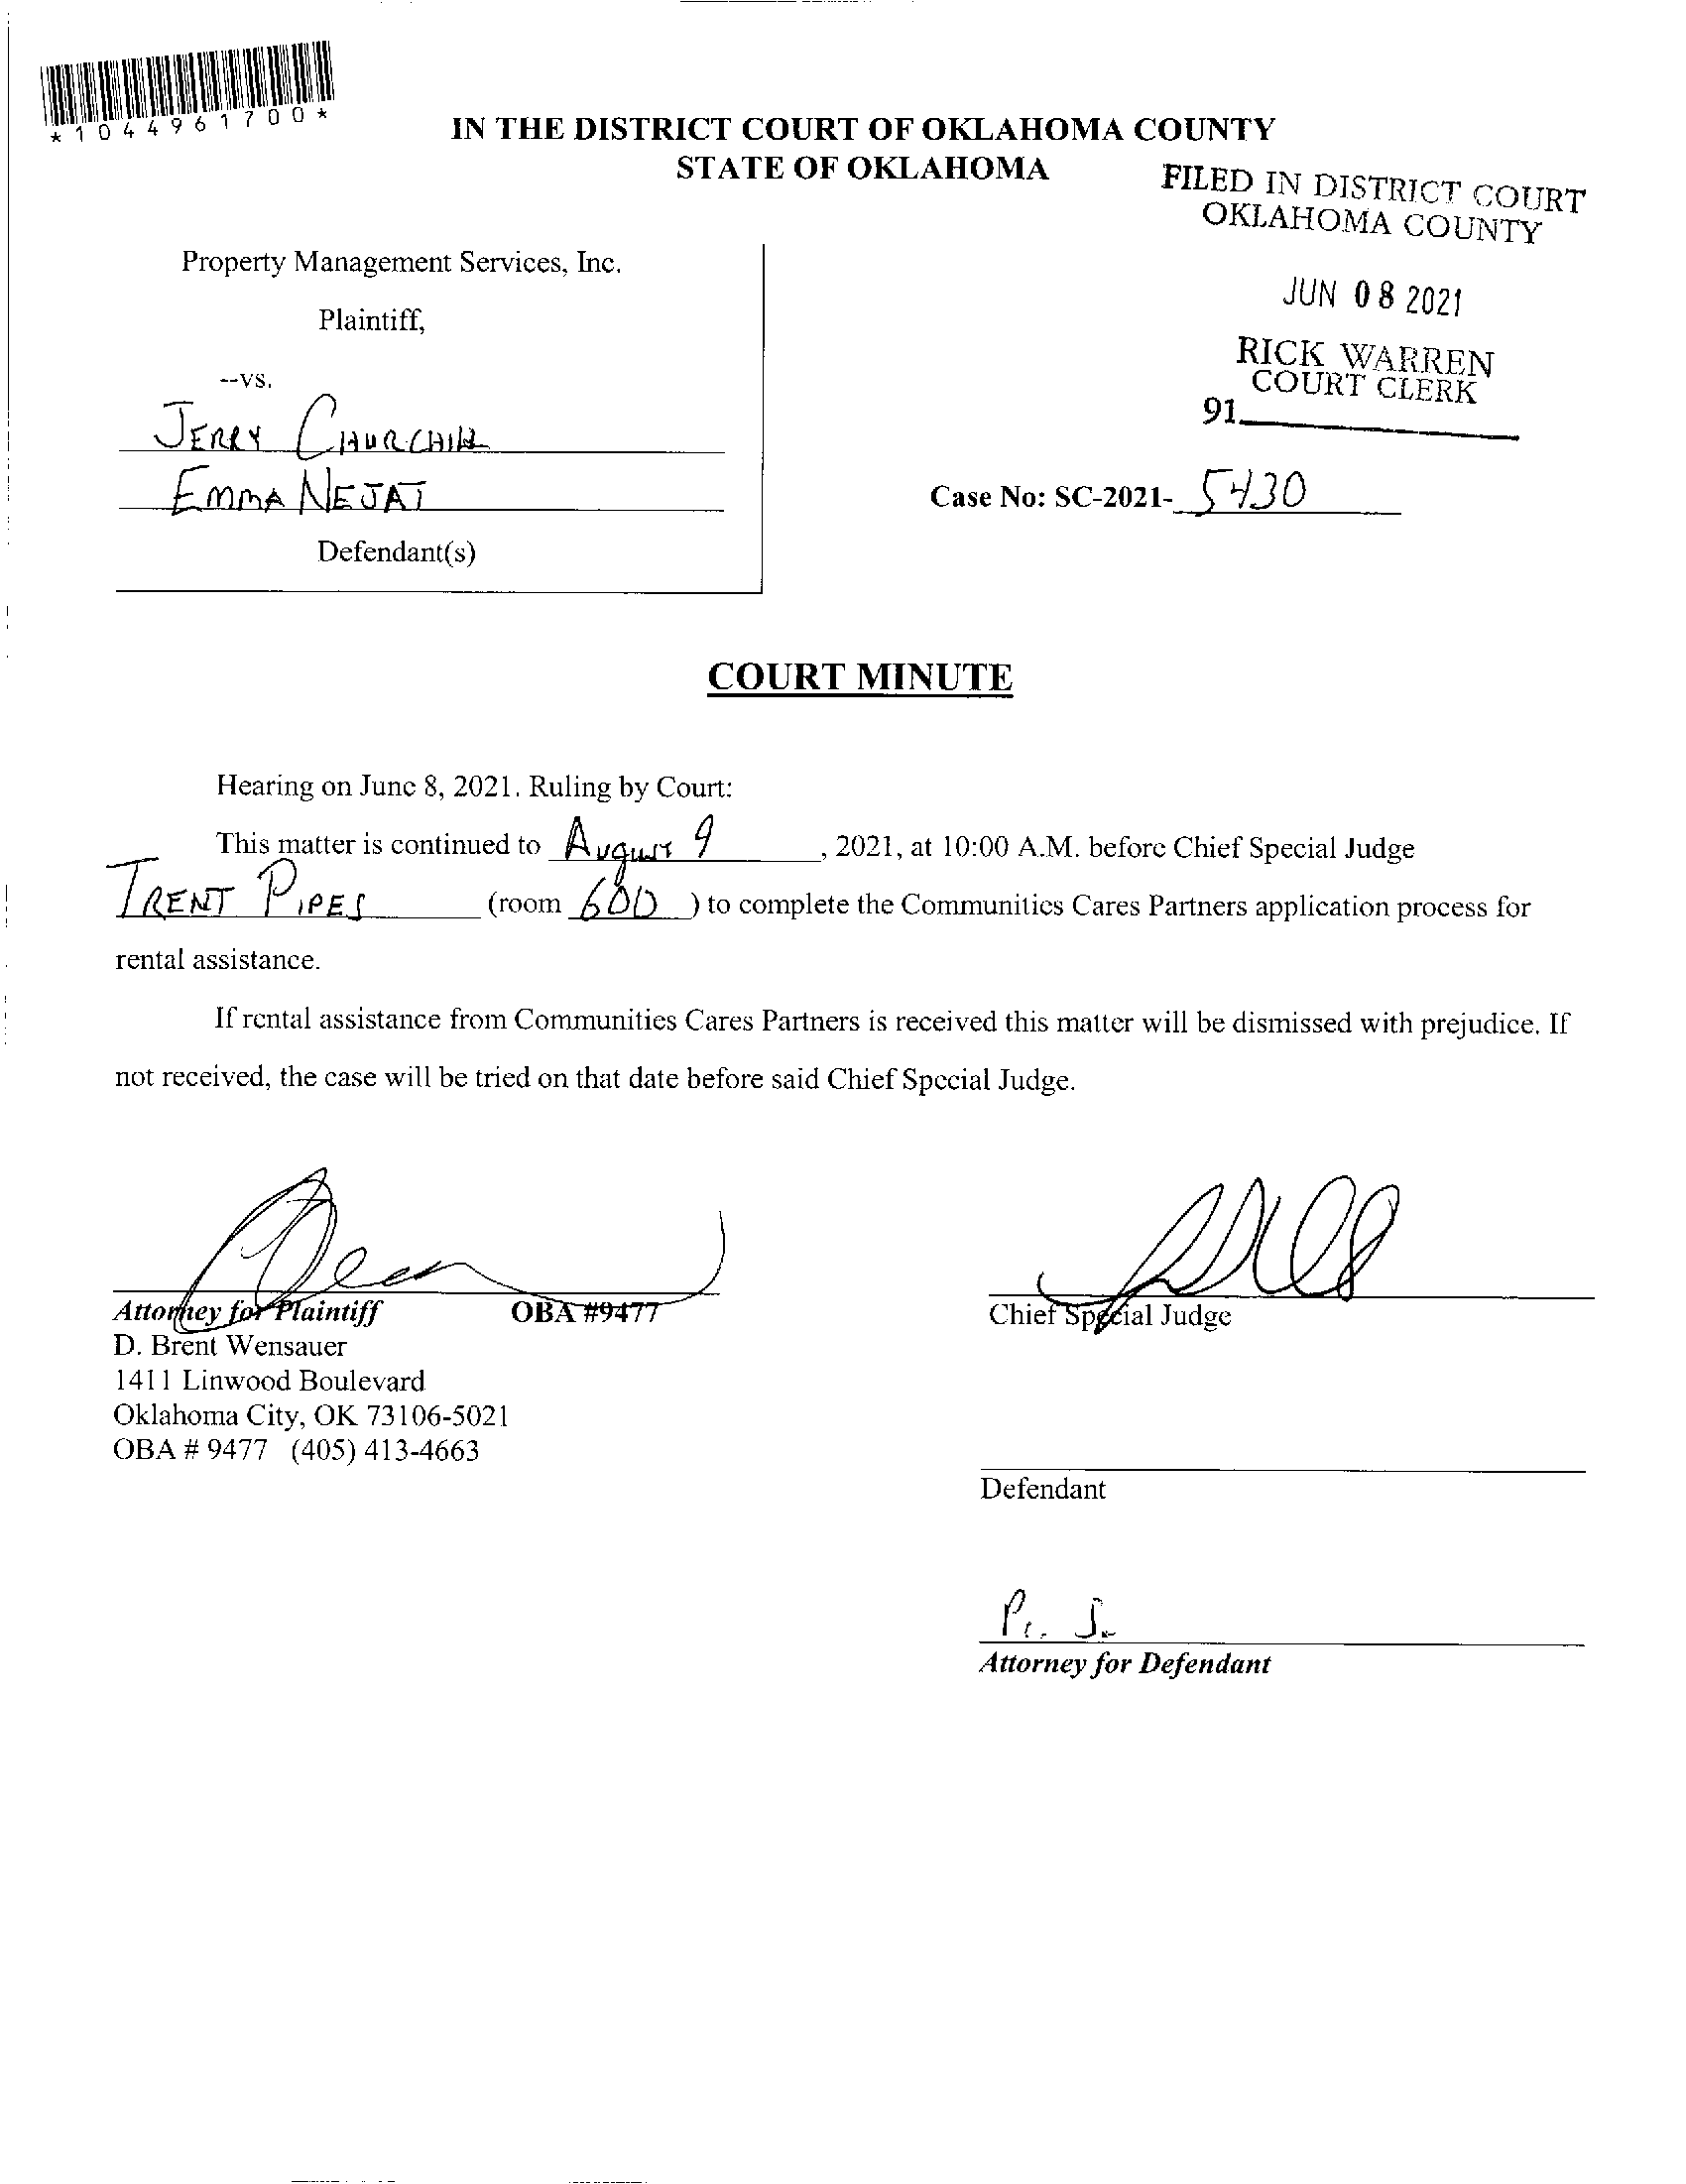 *1044961700*
IN THE DISTRICT COURT OF OKLAHOMA COUNTY
STATE OF OKLAHOMA
FILED IN DISTRICT COURT
OKLAHOMA COUNTY
JUN 08 2021
RICK WARREN
COURT CLERK
91
Property Management Services, Inc.
Plaintiff,
--vs.
JERRY CHURCHILL
EMMA NEJAT
Defendant(s)
Case No: SC-2021- 5430
COURT MINUTE
Hearing on June 8, 2021. Ruling by Court:
This matter is continued to August 9, 2021, at 10:00 A.M. before Chief Special Judge
TRENT PIPES (room 600) to complete the Communities Cares Partners application process for
rental assistance.
If rental assistance from Communities Cares Partners is received this matter will be dismissed with prejudice. If
not received, the case will be tried on that date before said Chief Special Judge.
Attorney for Plaintiff OBA #9477
D. Brent Wensauer
1411 Linwood Boulevard
Oklahoma City, OK 73106-5021
OBA # 9477 (405) 413-4663
Chief Special Judge
Defendant
Attorney for Defendant